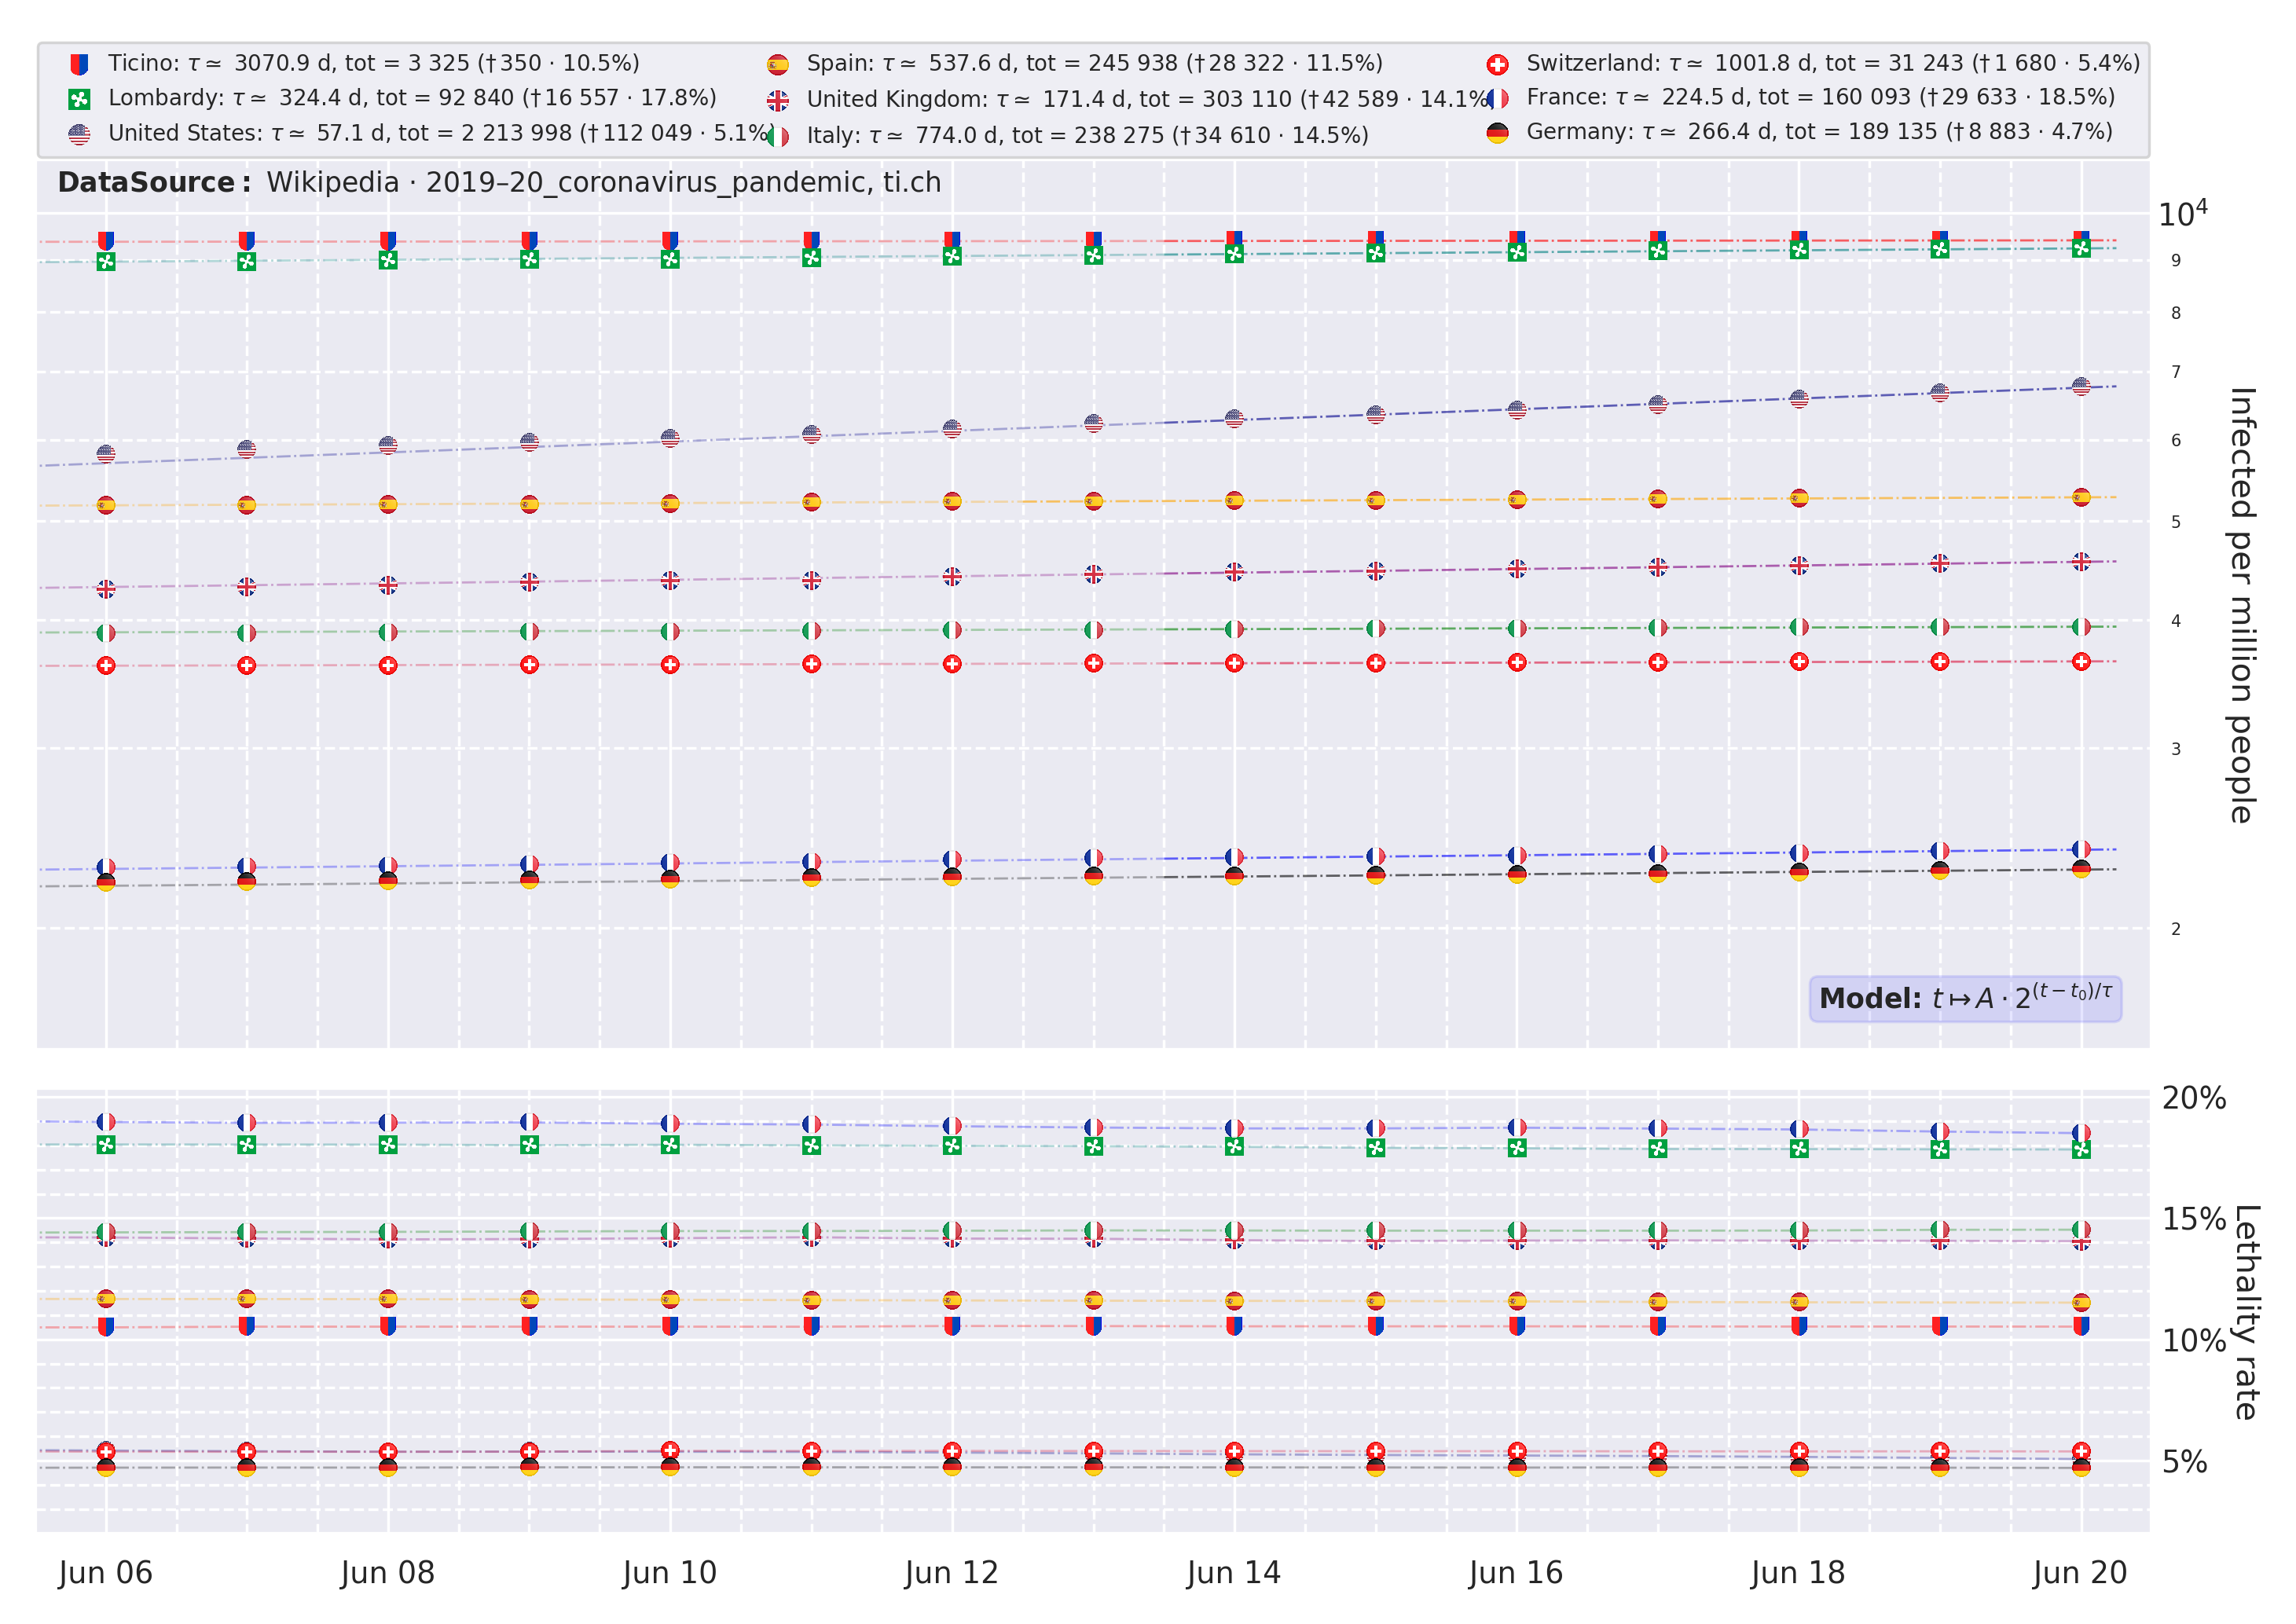 Ticino: τ ≃ 3070.9 d, tot = 3 325 (†350 · 10.5%)
Lombardy: τ ≃ 324.4 d, tot = 92 840 (†16 557 · 17.8%)
United States: τ ≃ 57.1 d, tot = 2 213 998 (†112 049 · 5.1%)
Spain: τ ≃ 537.6 d, tot = 245 938 (†28 322 · 11.5%)
United Kingdom: τ ≃ 171.4 d, tot = 303 110 (†42 589 · 14.1%
Italy: τ ≃ 774.0 d, tot = 238 275 (†34 610 · 14.5%)
Switzerland: τ ≃ 1001.8 d, tot = 31 243 (†1 680 · 5.4%)
France: τ ≃ 224.5 d, tot = 160 093 (†29 633 · 18.5%)
Germany: τ ≃ 266.4 d, tot = 189 135 (†8 883 · 4.7%)
DataSource: Wikipedia · 2019–20_coronavirus_pandemic, ti.ch
10⁴
9
8
7
6
5
4
3
2
Infected per million people
Model: t ↦ A · 2^(t − t₀)/τ
20%
15%
10%
5%
Lethality rate
Jun 06 Jun 08 Jun 10 Jun 12 Jun 14 Jun 16 Jun 18 Jun 20